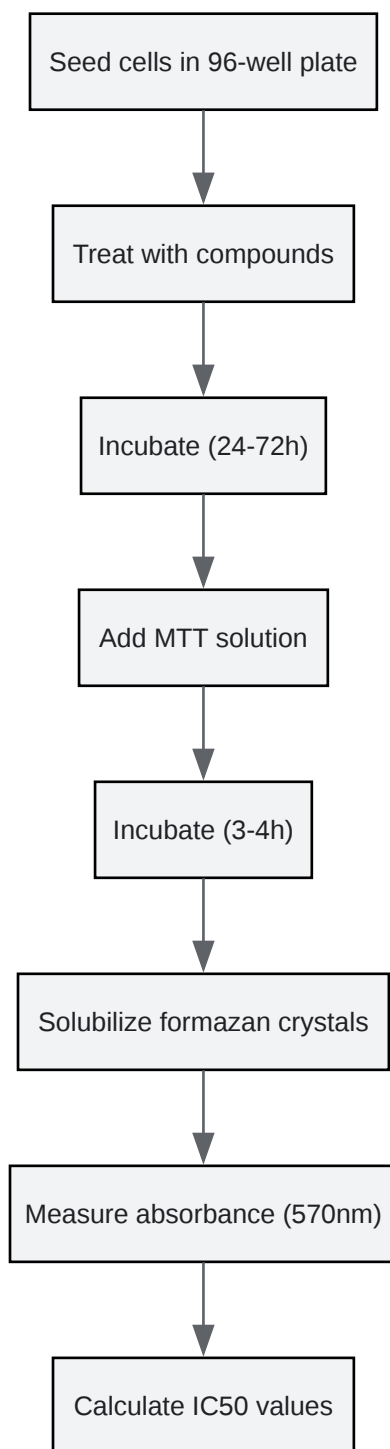 Seed cells in 96-well plate
Treat with compounds
Incubate (24-72h)
Add MTT solution
Incubate (3-4h)
Solubilize formazan crystals
Measure absorbance (570nm)
Calculate IC50 values